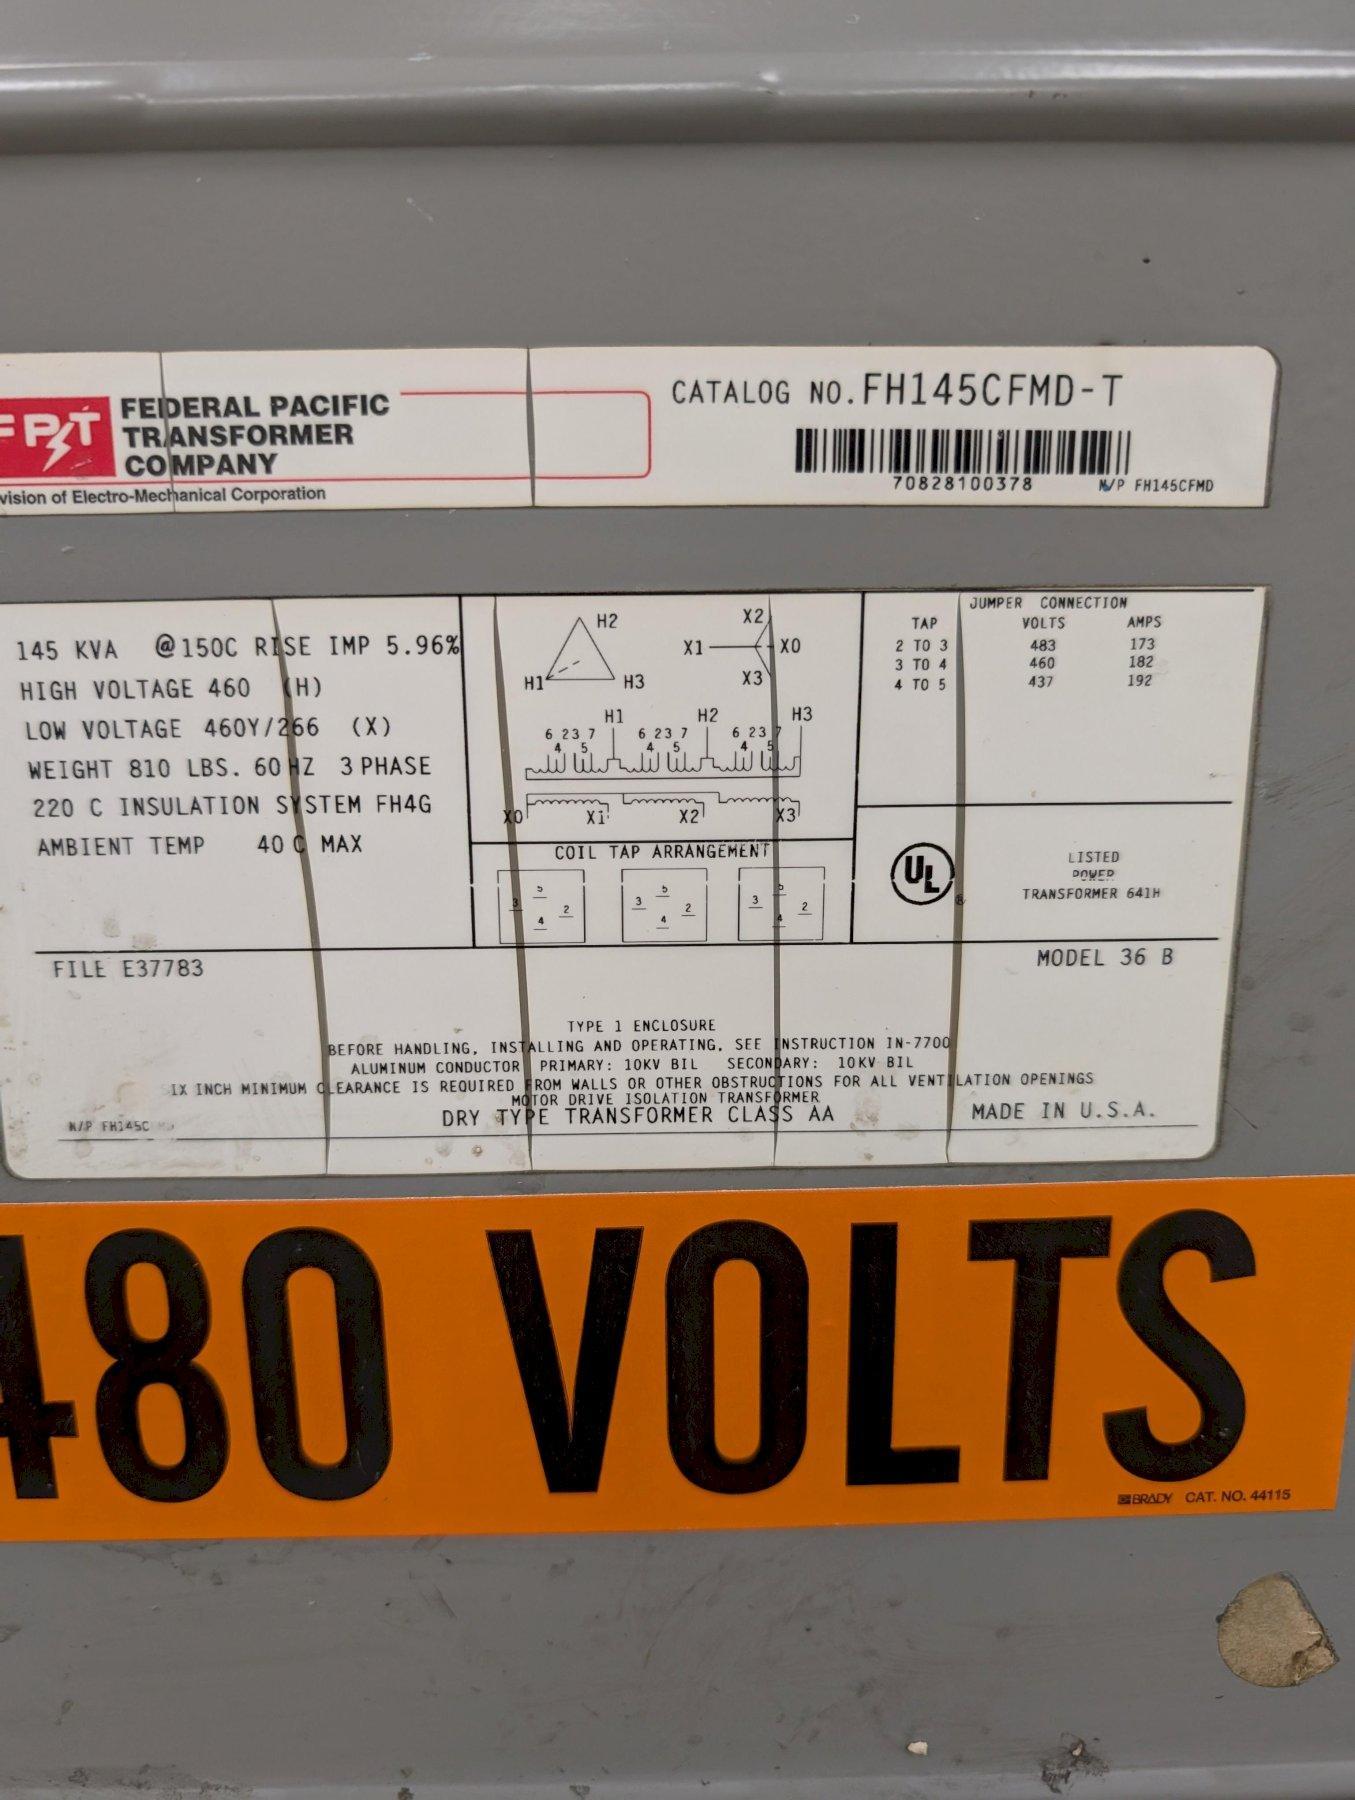 FPT
FEDERAL PACIFIC
TRANSFORMER
COMPANY
vision of Electro-Mechanical Corporation
CATALOG NO. FH145CFMD-T
70828100378
N/P FH145CFMD
145 KVA @150C RISE IMP 5.96%
HIGH VOLTAGE 460 (H)
LOW VOLTAGE 460Y/266 (X)
WEIGHT 810 LBS. 60 HZ 3 PHASE
220 C INSULATION SYSTEM FH4G
AMBIENT TEMP 40 C MAX
H2
H1 H3
X2
X1 X0
X3
H1 H2 H3
6 23 7 6 23 7 6 23 7
4 5 4 5 4 5
X0 X1 X2 X3
COIL TAP ARRANGEMENT
5 5 5
3 2 3 2 3 2
4 4 4
JUMPER CONNECTION
TAP VOLTS AMPS
2 TO 3 483 173
3 TO 4 460 182
4 TO 5 437 192
UL
®
LISTED
POWER
TRANSFORMER 641H
FILE E37783
MODEL 36 B
TYPE 1 ENCLOSURE
BEFORE HANDLING, INSTALLING AND OPERATING, SEE INSTRUCTION IN-7700
ALUMINUM CONDUCTOR PRIMARY: 10KV BIL SECONDARY: 10KV BIL
IX INCH MINIMUM CLEARANCE IS REQUIRED FROM WALLS OR OTHER OBSTRUCTIONS FOR ALL VENTILATION OPENINGS
MOTOR DRIVE ISOLATION TRANSFORMER
DRY TYPE TRANSFORMER CLASS AA
MADE IN U.S.A.
N/P FH145C
480 VOLTS
BRADY CAT. NO. 44115